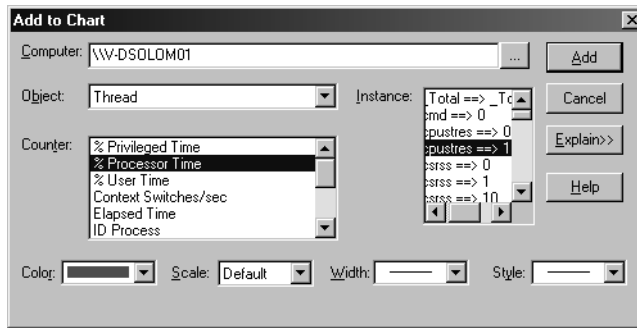 Add to Chart
Computer: \\V-DSOLOM01 ... Add
Object: Thread Instance: Cancel
Counter: Explain>>
% Privileged Time
% Processor Time
% User Time
Context Switches/sec
Elapsed Time
ID Process
_Total ==> _To
cmd ==> 0
cpustres ==> 0
cpustres ==> 1
csrss ==> 0
csrss ==> 1
csrss ==> 10
Help
Color: Scale: Default Width: Style: